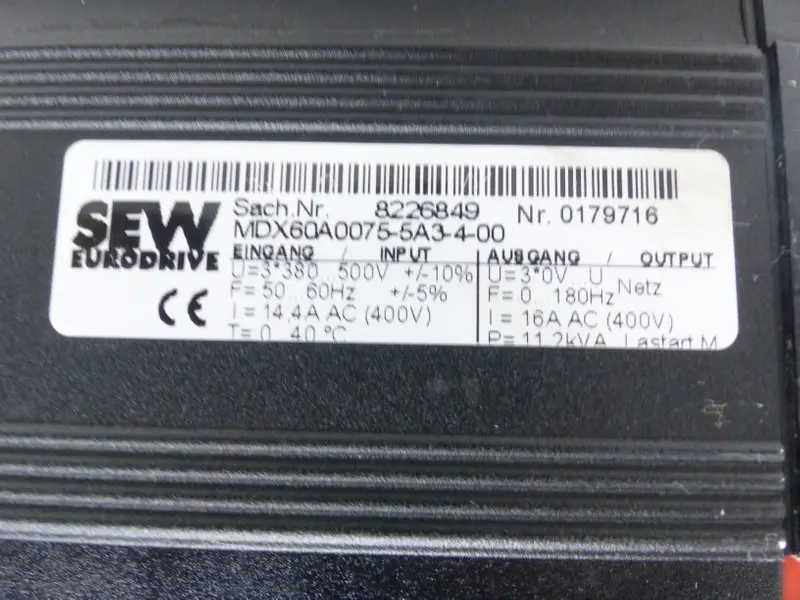 SEW
EURODRIVE
CE
Sach.Nr. 8226849 Nr. 0179716
MDX60A0075-5A3-4-00
EINGANG / INPUT
U=3*380...500V +/-10%
F= 50...60Hz +/-5%
I = 14.4A AC (400V)
T= 0...40 °C
AUSGANG / OUTPUT
U=3*0V...U Netz
F= 0...180Hz
I = 16A AC (400V)
P= 11.2kVA Lastart M